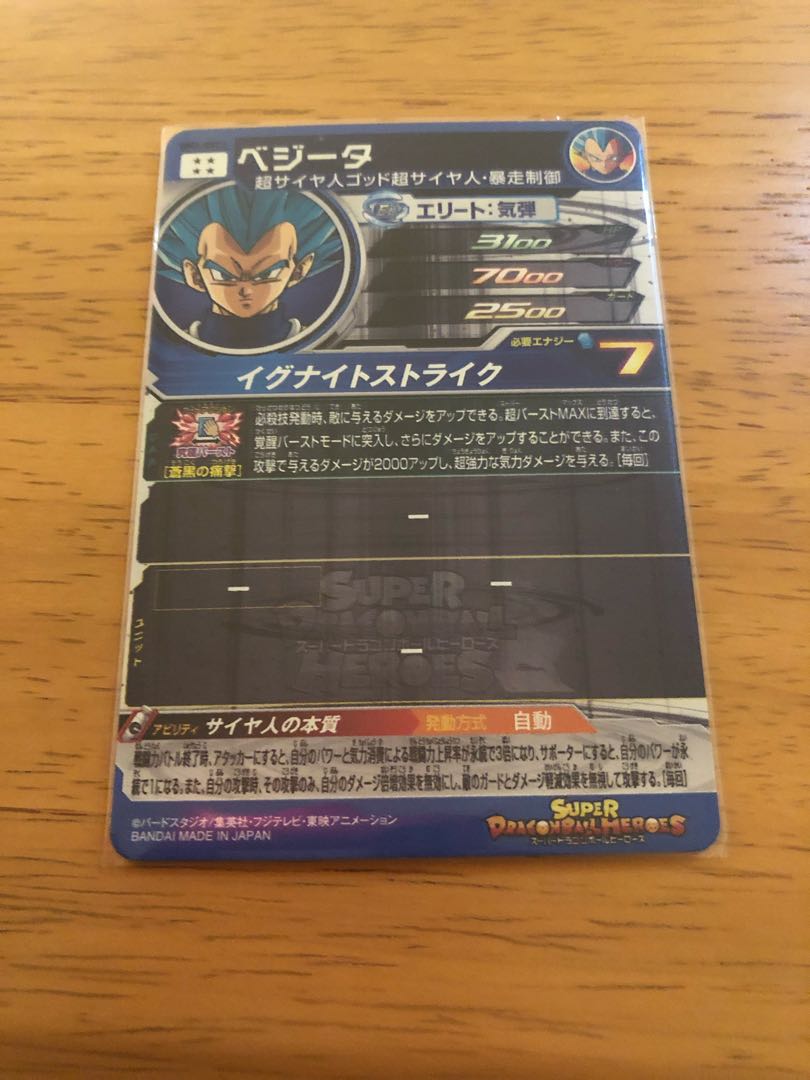 ★★
★★
ベジータ
超サイヤ人ゴッド超サイヤ人・暴走制御
エリート:気弾
HP
3100
7000
ガード
2500
必要エナジー 7
イグナイトストライク
究極バースト
[蒼黒の痛撃]
必殺技発動時、敵に与えるダメージをアップできる。超バーストMAXに到達すると、
覚醒バーストモードに突入し、さらにダメージをアップすることができる。また、この
攻撃で与えるダメージが2000アップし、超強力な気力ダメージを与える。[毎回]
ー
ー ー
ユニット
ー
SUPER
DRAGONBALL
スーパードラゴンボールヒーローズ
HEROES
アビリティ サイヤ人の本質 発動方式 自動
戦闘力バトル終了時、アタッカーにすると、自分のパワーと気力消費による戦闘力上昇率が永続で3倍になり、サポーターにすると、自分のパワーが永
続で1になる。また、自分の攻撃時、その攻撃のみ、自分のダメージ倍増効果を無効にし、敵のガードとダメージ軽減効果を無視して攻撃する。[毎回]
©バードスタジオ/集英社・フジテレビ・東映アニメーション
BANDAI MADE IN JAPAN
SUPER
DRAGONBALL HEROES
スーパードラゴンボールヒーローズ